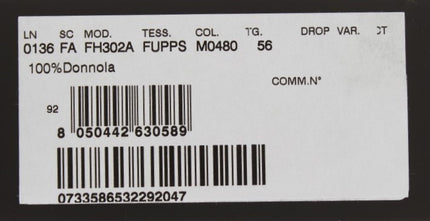 LN SC MOD. TESS. COL. TG. DROP VAR. CT
0136 FA FH302A FUPPS M0480 56
100%Donnola
COMM.N°
92
8 050442 630589
0733586532292047